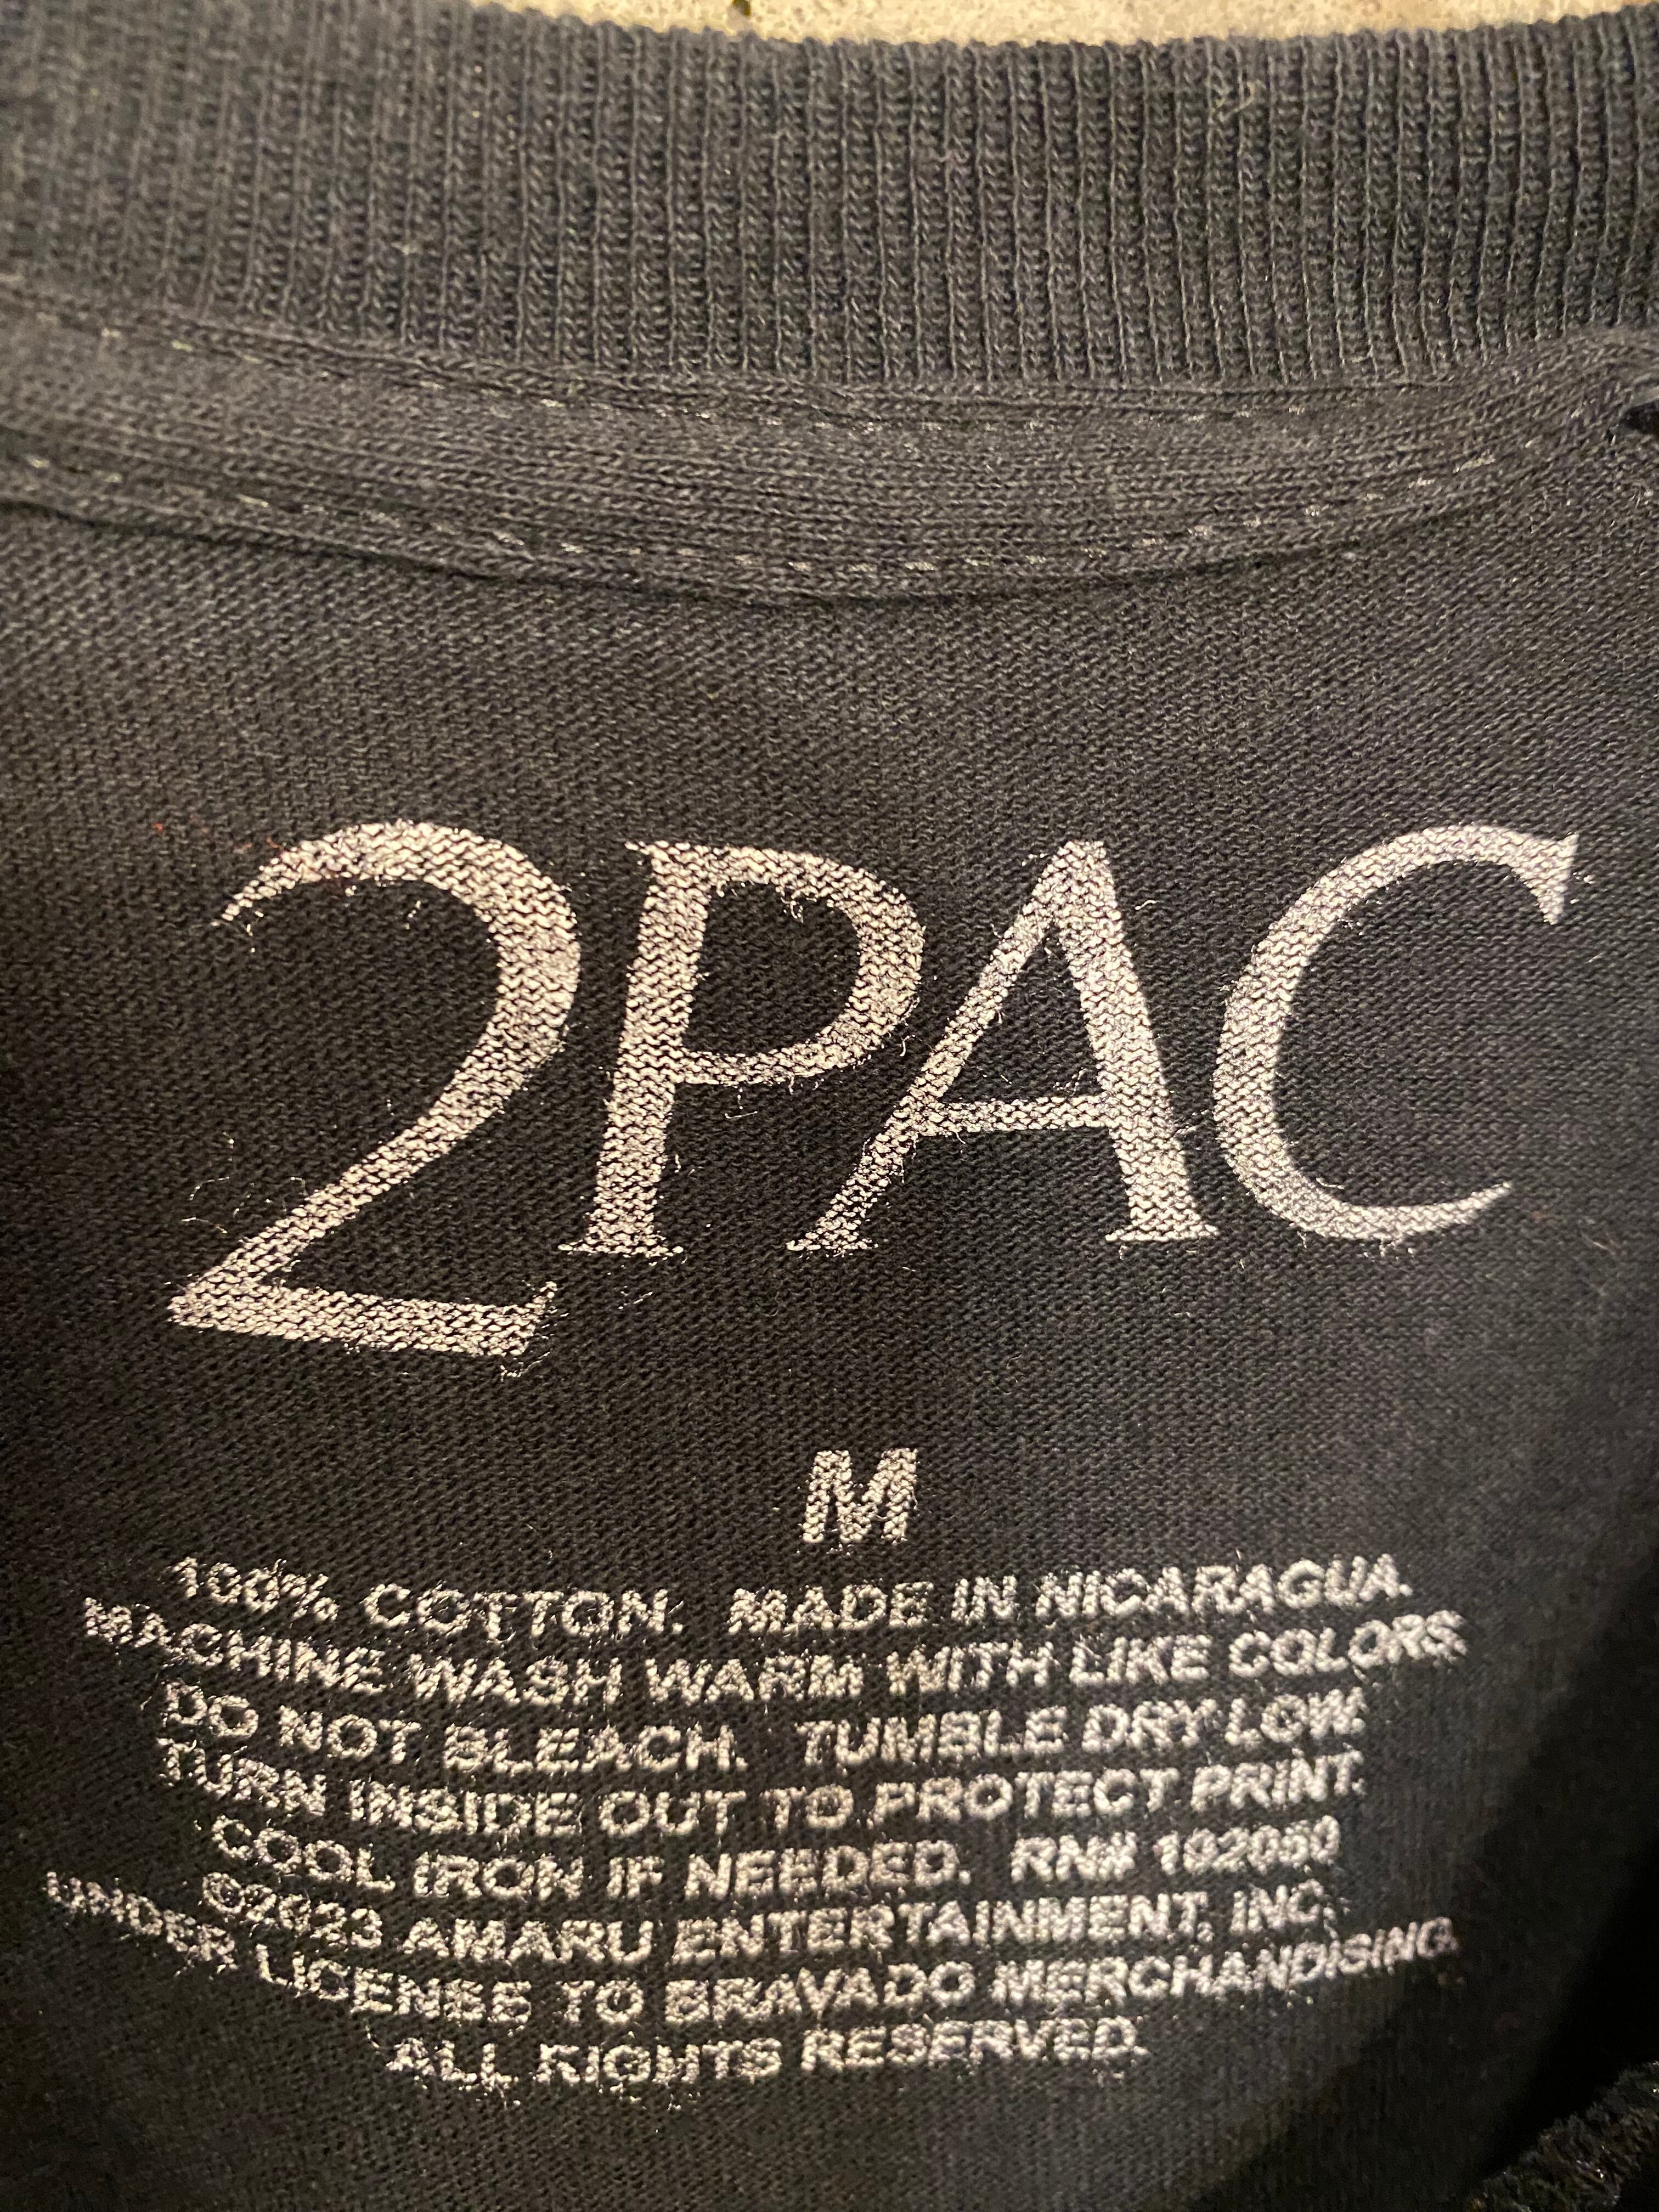 2PAC
M
100% COTTON. MADE IN NICARAGUA.
MACHINE WASH WARM WITH LIKE COLORS.
DO NOT BLEACH. TUMBLE DRY LOW.
TURN INSIDE OUT TO PROTECT PRINT.
COOL IRON IF NEEDED. RN#
©2023 AMARU ENTERTAINMENT, INC.
UNDER LICENSE TO BRAVADO MERCHANDISING.
ALL RIGHTS RESERVED.